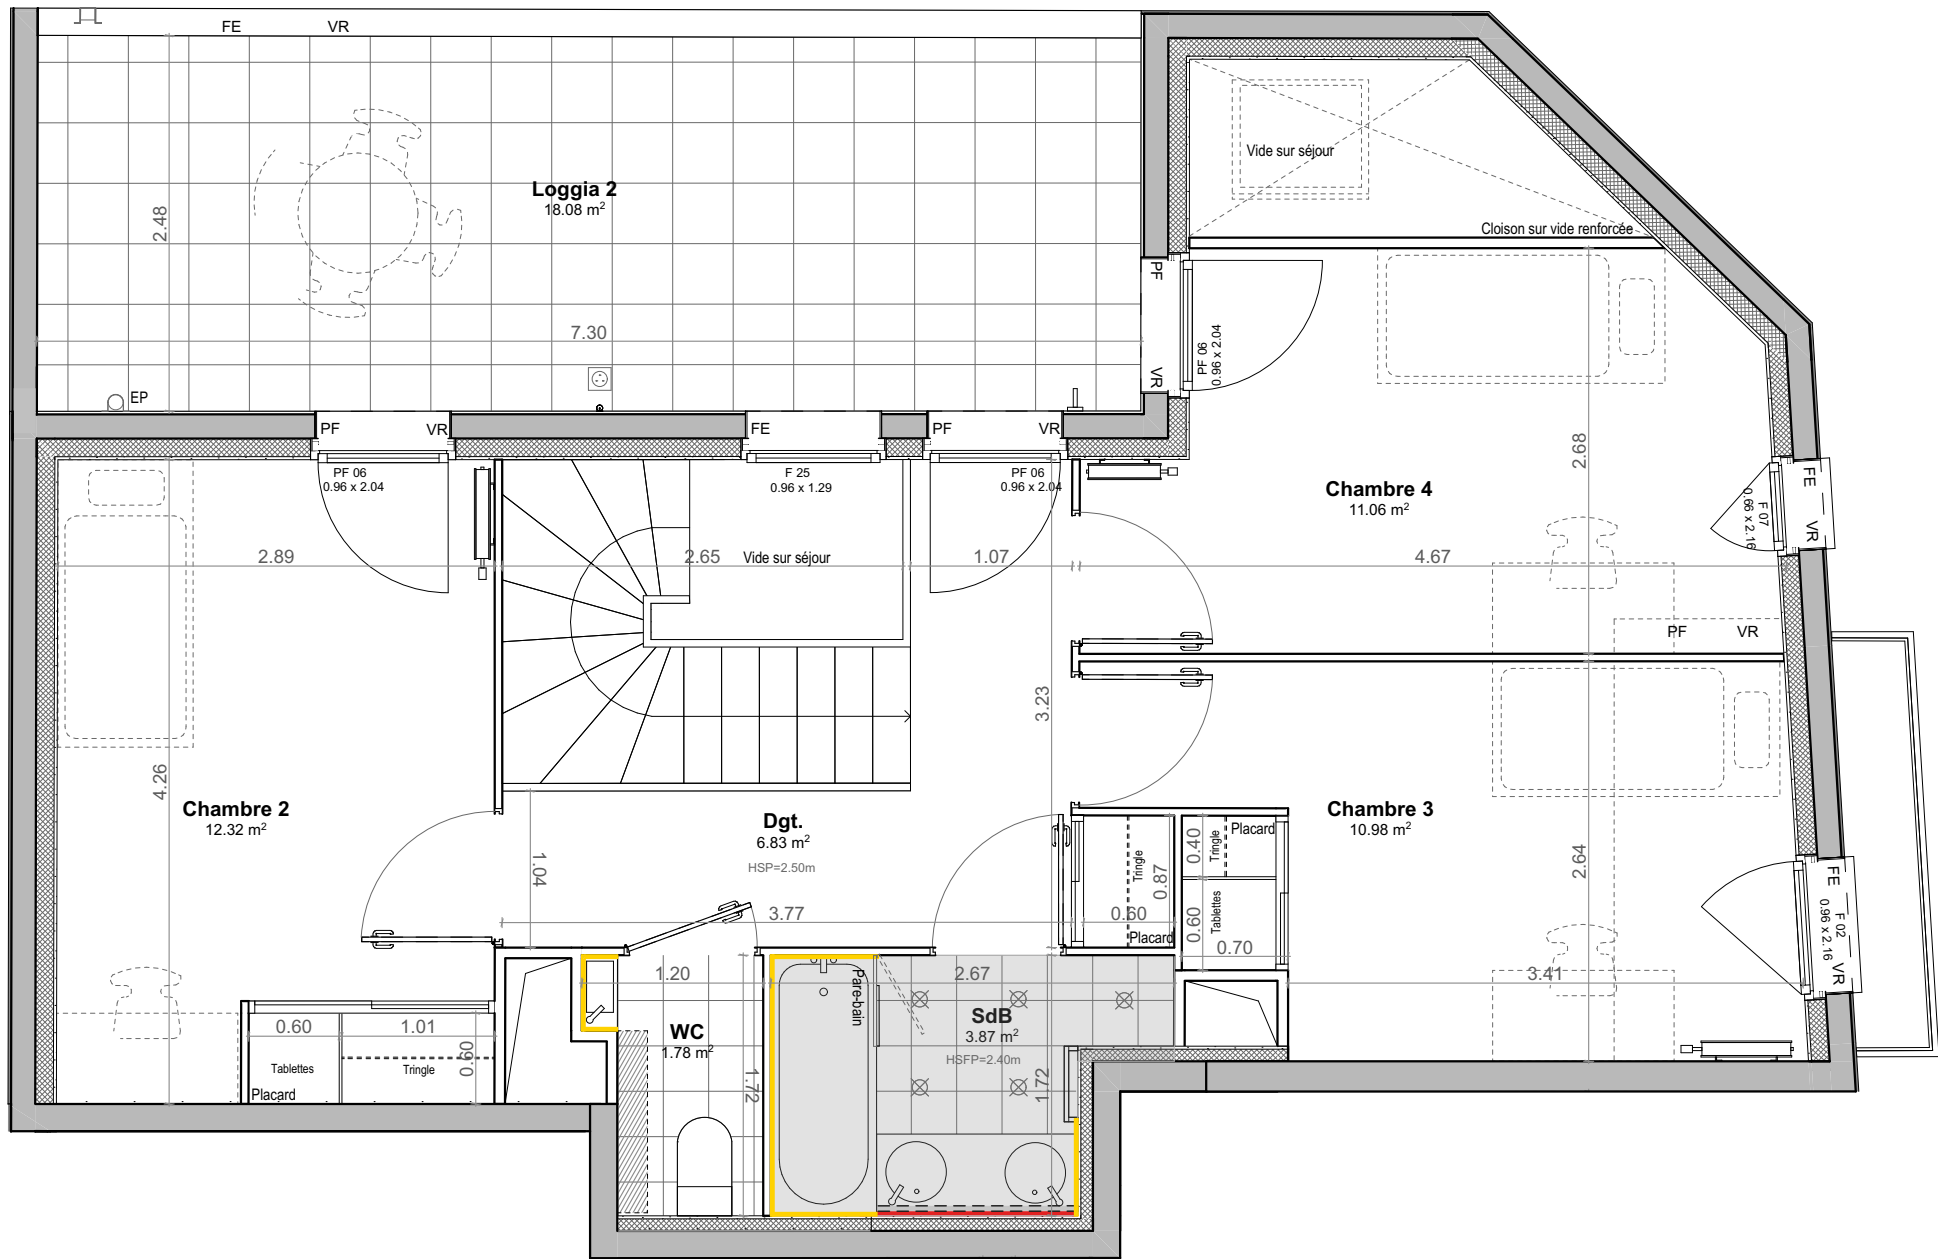 FE VR
Loggia 2
18.08 m²
2.48
7.30
EP
Vide sur séjour
Cloison sur vide renforcée
PF
VR
PF 06
0.96 x 2.04
PF VR
PF 06
0.96 x 2.04
FE
F 25
0.96 x 1.29
PF VR
PF 06
0.96 x 2.04
Chambre 4
11.06 m²
2.68
4.67
FE
VR
F 07
0.66 x 2.16
2.89
2.65
Vide sur séjour
1.07
PF VR
3.23
4.26
Chambre 2
12.32 m²
Dgt.
6.83 m²
HSP=2.50m
1.04
3.77
Chambre 3
10.98 m²
2.64
3.41
FE
VR
F 02
0.96 x 2.16
Tringle
0.87
0.60
Placard
0.40
Tringle
Placard
0.60
Tablettes
0.70
0.60
1.01
0.60
Tablettes
Tringle
Placard
1.20
WC
1.78 m²
1.72
Pare-bain
2.67
SdB
3.87 m²
HSFP=2.40m
1.72